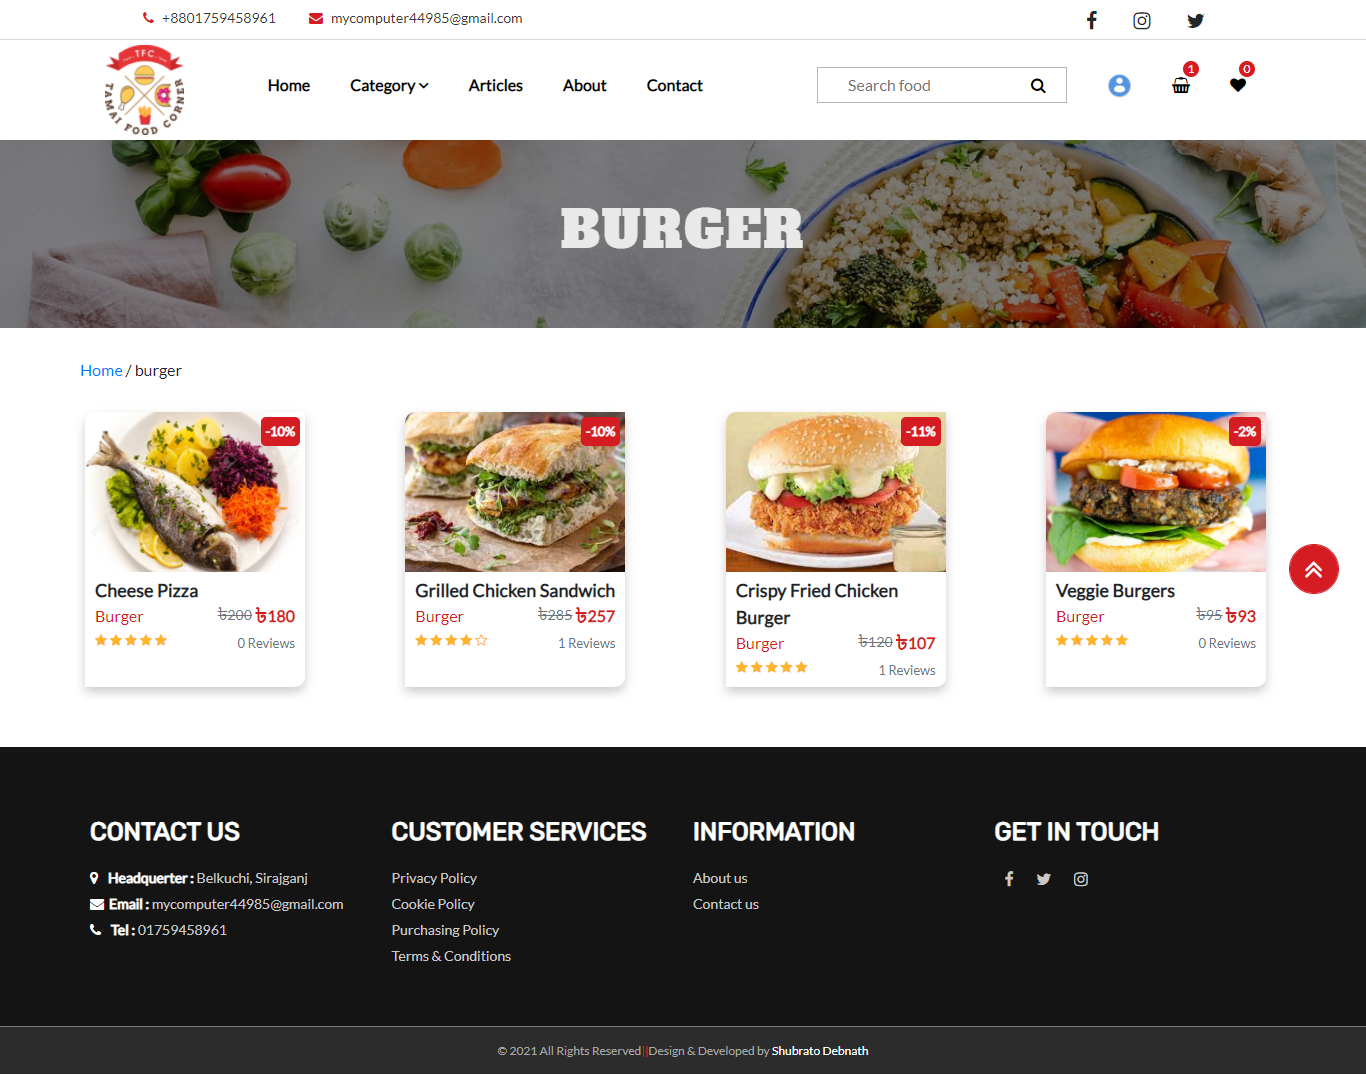 +8801759458961 mycomputer44985@gmail.com
TFC
TAMAI FOOD CORNER
Home Category Articles About Contact Search food 1 0
BURGER
Home / burger
-10% -10% -11% -2%
Cheese Pizza
Burger ৳200 ৳180
0 Reviews
Grilled Chicken Sandwich
Burger ৳285 ৳257
1 Reviews
Crispy Fried Chicken
Burger
Burger ৳120 ৳107
1 Reviews
Veggie Burgers
Burger ৳95 ৳93
0 Reviews
CONTACT US
Headquerter : Belkuchi, Sirajganj
Email : mycomputer44985@gmail.com
Tel : 01759458961
CUSTOMER SERVICES
Privacy Policy
Cookie Policy
Purchasing Policy
Terms & Conditions
INFORMATION
About us
Contact us
GET IN TOUCH
© 2021 All Rights Reserved||Design & Developed by Shubrato Debnath